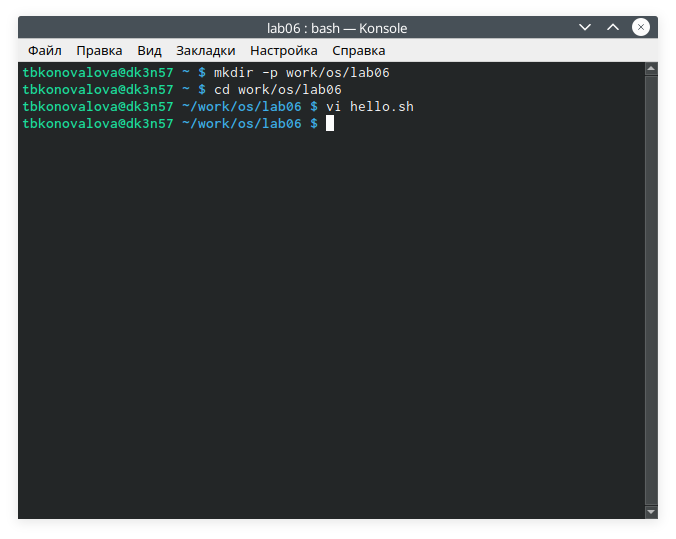 lab06 : bash — Konsole
Файл Правка Вид Закладки Настройка Справка
tbkonovalova@dk3n57 ~ $ mkdir -p work/os/lab06
tbkonovalova@dk3n57 ~ $ cd work/os/lab06
tbkonovalova@dk3n57 ~/work/os/lab06 $ vi hello.sh
tbkonovalova@dk3n57 ~/work/os/lab06 $